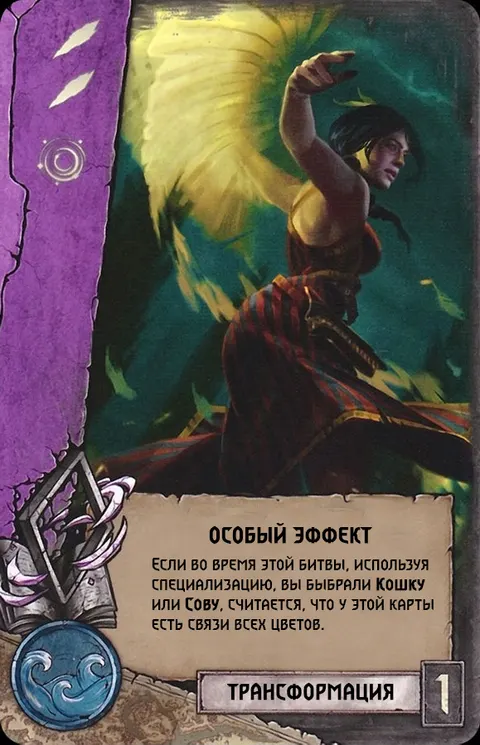 ОСОБЫЙ ЭФФЕКТ
ЕСЛИ ВО ВРЕМЯ ЭТОЙ БИТВЫ, ИСПОЛЬЗУЯ
СПЕЦИАЛИЗАЦИЮ, ВЫ ВЫБРАЛИ КОШКУ
ИЛИ СОВУ, СЧИТАЕТСЯ, ЧТО У ЭТОЙ КАРТЫ
ЕСТЬ СВЯЗИ ВСЕХ ЦВЕТОВ.
ТРАНСФОРМАЦИЯ 1